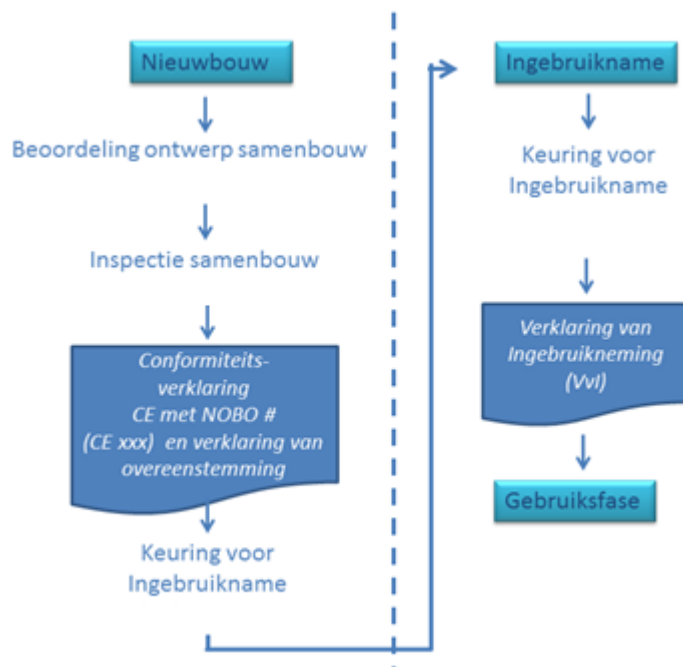 Nieuwbouw
Beoordeling ontwerp samenbouw
Inspectie samenbouw
Conformiteits-
verklaring
CE met NOBO #
(CE xxx) en verklaring van
overeenstemming
Keuring voor
Ingebruikname
Ingebruikname
Keuring voor
Ingebruikname
Verklaring van
Ingebruikneming
(VvI)
Gebruiksfase